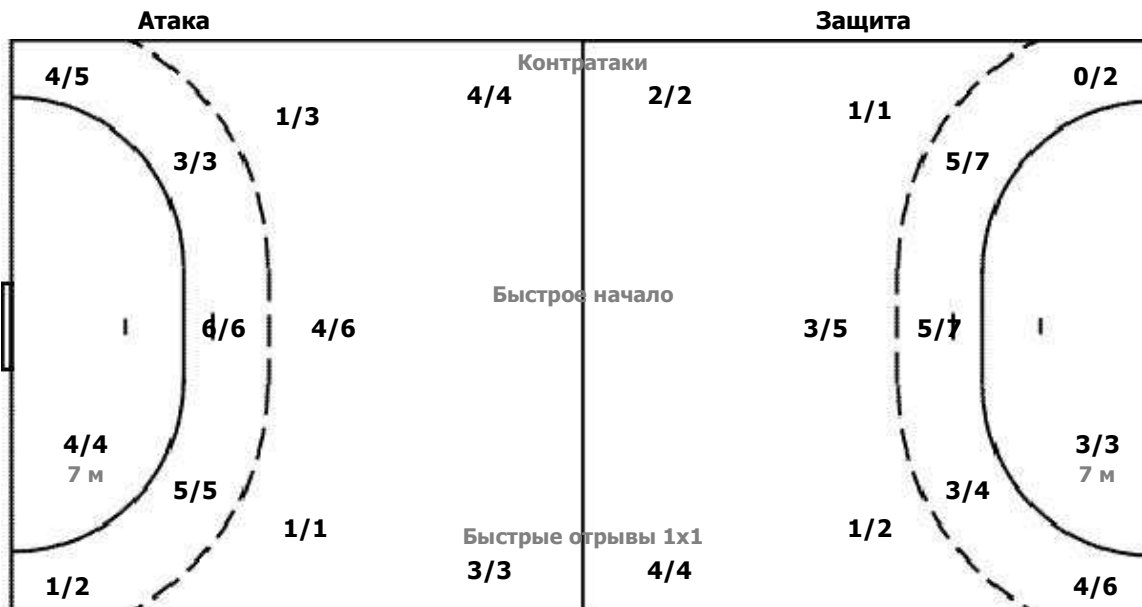 Атака Защита
Контратаки
4/5 0/2
4/4 2/2
1/3 1/1
3/3 5/7
Быстрое начало
6/6 4/6 3/5 5/7
4/4 3/3
7 м 7 м
5/5 3/4
1/1 1/2
Быстрые отрывы 1x1
3/3 4/4
1/2 4/6